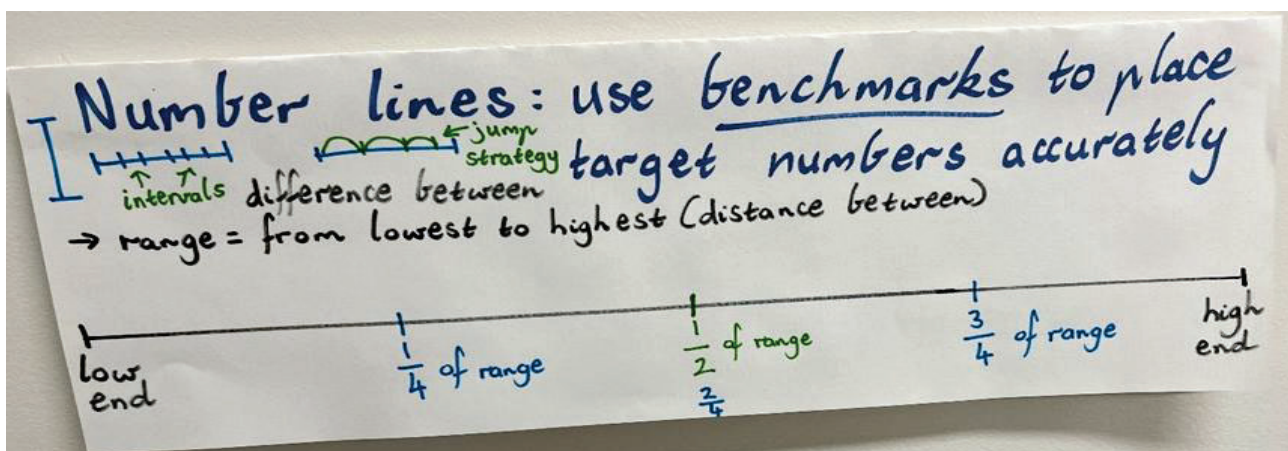 Number lines: use benchmarks to place
target numbers accurately
← jump
strategy
intervals
difference between
→ range = from lowest to highest (distance between)
low end
1/4 of range
1/2 of range
2/4
3/4 of range
high end